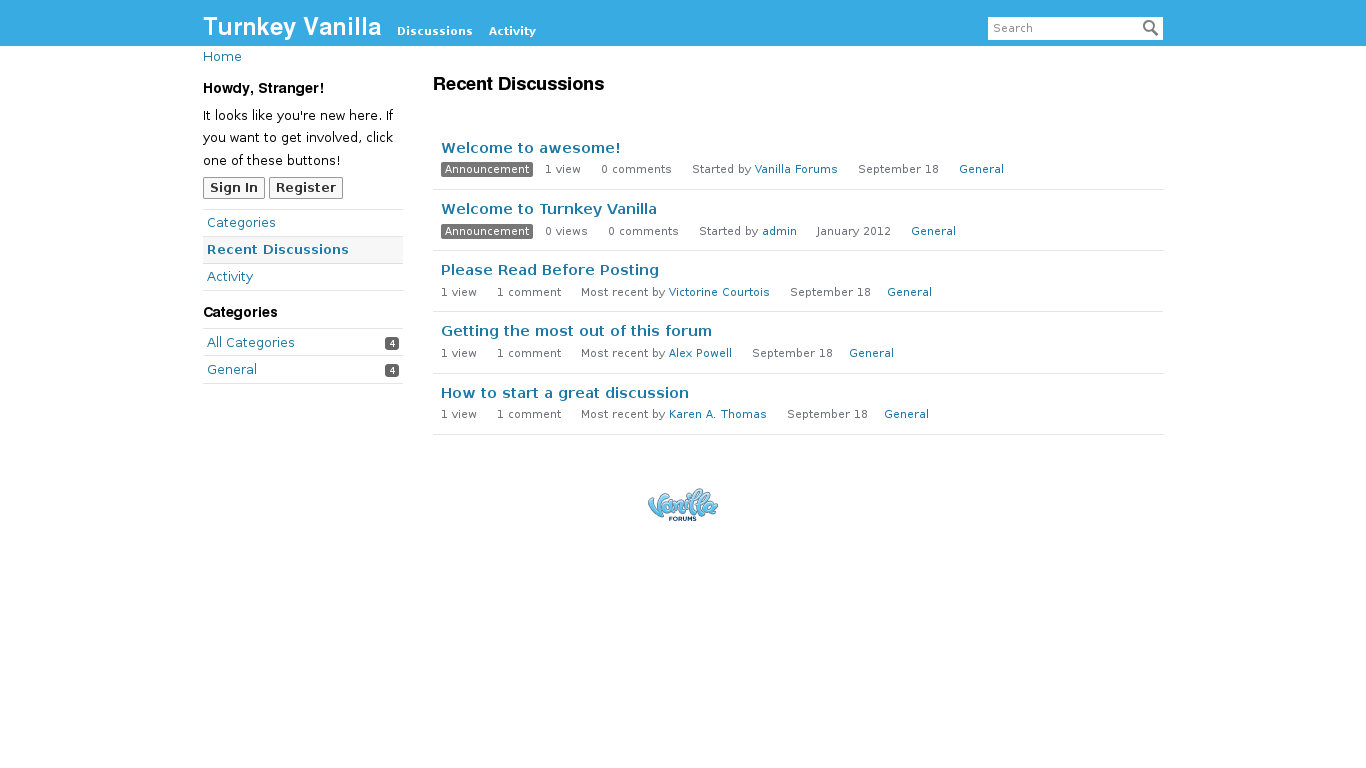 Turnkey Vanilla Discussions Activity Search
Home
Howdy, Stranger!
It looks like you're new here. If
you want to get involved, click
one of these buttons!
Sign In Register
Categories
Recent Discussions
Activity
Categories
All Categories 4
General 4
Recent Discussions
Welcome to awesome!
Announcement 1 view 0 comments Started by Vanilla Forums September 18 General
Welcome to Turnkey Vanilla
Announcement 0 views 0 comments Started by admin January 2012 General
Please Read Before Posting
1 view 1 comment Most recent by Victorine Courtois September 18 General
Getting the most out of this forum
1 view 1 comment Most recent by Alex Powell September 18 General
How to start a great discussion
1 view 1 comment Most recent by Karen A. Thomas September 18 General
Vanilla
FORUMS